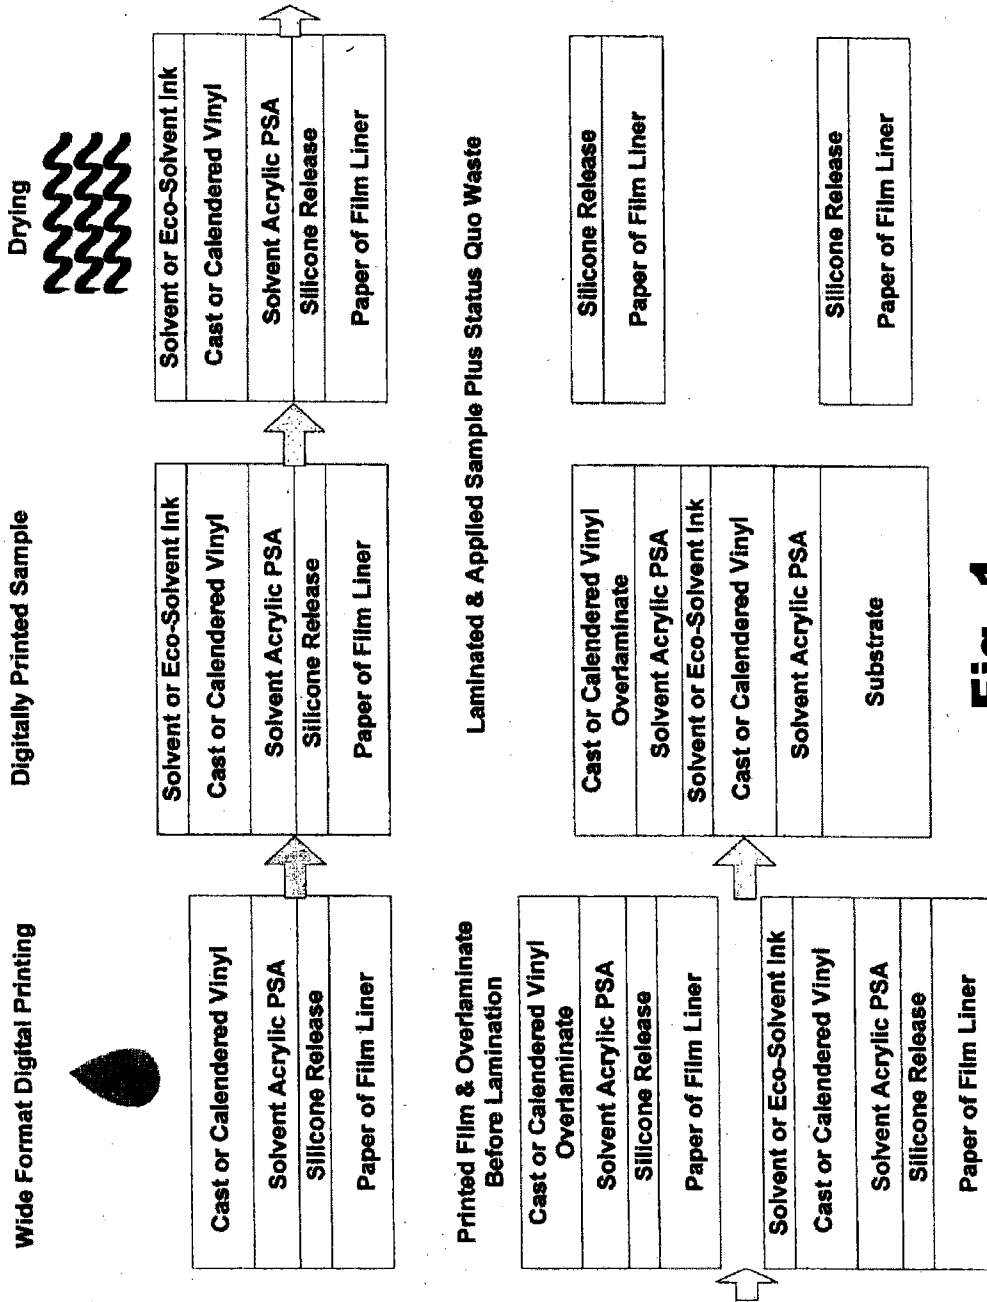 Wide Format Digital Printing
Cast or Calendered Vinyl
Solvent Acrylic PSA
Silicone Release
Paper of Film Liner
Digitally Printed Sample
Solvent or Eco-Solvent Ink
Cast or Calendered Vinyl
Solvent Acrylic PSA
Silicone Release
Paper of Film Liner
Drying
Solvent or Eco-Solvent Ink
Cast or Calendered Vinyl
Solvent Acrylic PSA
Silicone Release
Paper of Film Liner
Printed Film & Overlaminate
Before Lamination
Cast or Calendered Vinyl
Overlaminate
Solvent Acrylic PSA
Silicone Release
Paper of Film Liner
Solvent or Eco-Solvent Ink
Cast or Calendered Vinyl
Solvent Acrylic PSA
Silicone Release
Paper of Film Liner
Laminated & Applied Sample Plus Status Quo Waste
Cast or Calendered Vinyl
Overlaminate
Solvent Acrylic PSA
Solvent or Eco-Solvent Ink
Cast or Calendered Vinyl
Solvent Acrylic PSA
Substrate
Silicone Release
Paper of Film Liner
Silicone Release
Paper of Film Liner
Fig. 1